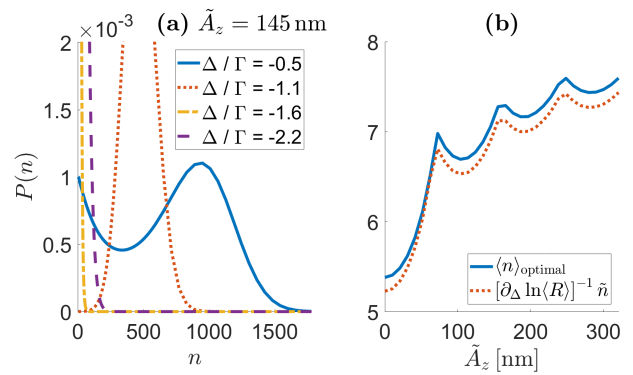 (a) Ã_z = 145 nm
×10⁻³
2
1.5
1
0.5
0
P(n)
0 500 1000 1500
n
Δ / Γ = -0.5
Δ / Γ = -1.1
Δ / Γ = -1.6
Δ / Γ = -2.2
(b)
8
7
6
5
0 100 200 300
Ã_z [nm]
⟨n⟩_optimal
[∂_Δ ln⟨R⟩]⁻¹ ñ